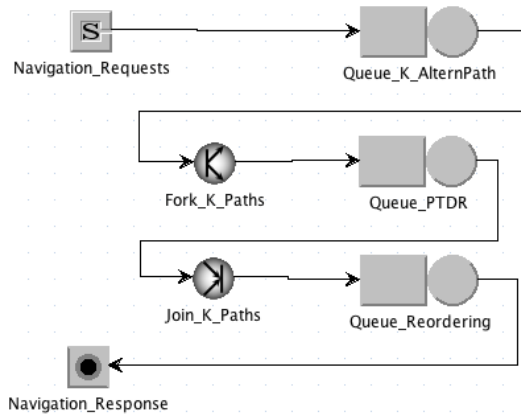 S
Navigation_Requests
Queue_K_AlternPath
Fork_K_Paths
Queue_PTDR
Join_K_Paths
Queue_Reordering
Navigation_Response